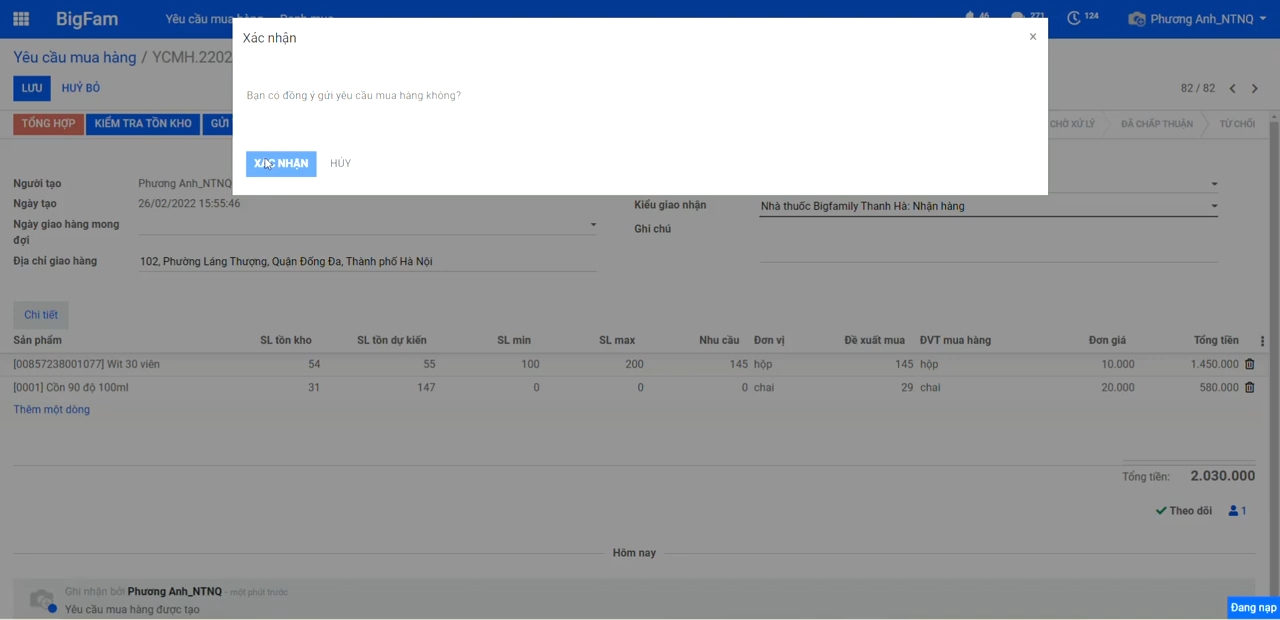 BigFam
Yêu cầu mua hàng
46
271
124
Phương Anh_NTNQ
Xác nhận
×
Yêu cầu mua hàng / YCMH.2202
LƯU
HUỶ BỎ
82 / 82
Bạn có đồng ý gửi yêu cầu mua hàng không?
TỔNG HỢP
KIỂM TRA TỒN KHO
GỬI
CHỜ XỬ LÝ
ĐÃ CHẤP THUẬN
TỪ CHỐI
XÁC NHẬN
HỦY
Người tạo
Phương Anh_NTNQ
Ngày tạo
26/02/2022 15:55:46
Kiểu giao nhận
Nhà thuốc Bigfamily Thanh Hà: Nhận hàng
Ngày giao hàng mong
đợi
Ghi chú
Địa chỉ giao hàng
102, Phường Láng Thượng, Quận Đống Đa, Thành phố Hà Nội
Chi tiết
Sản phẩm SL tồn kho SL tồn dự kiến SL min SL max Nhu cầu Đơn vị Đề xuất mua ĐVT mua hàng Đơn giá Tổng tiền
[00857238001077] Wit 30 viên 54 55 100 200 145 hộp 145 hộp 10.000 1.450.000
[0001] Cồn 90 độ 100ml 31 147 0 0 0 chai 29 chai 20.000 580.000
Thêm một dòng
Tổng tiền: 2.030.000
Theo dõi 1
Hôm nay
Ghi nhận bởi Phương Anh_NTNQ - một phút trước
Yêu cầu mua hàng được tạo
Đang nạp